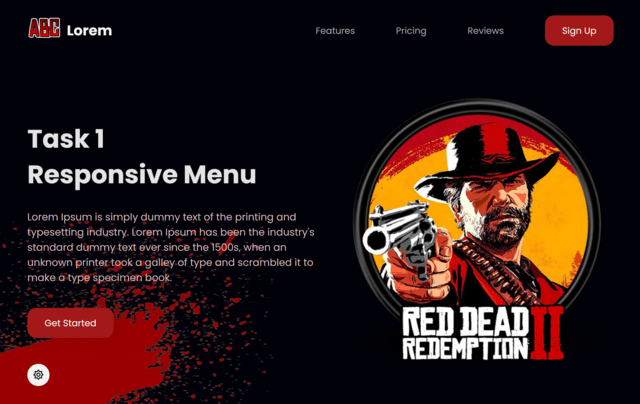 ABC Lorem
Features
Pricing
Reviews
Sign Up
Task 1
Responsive Menu
Lorem Ipsum is simply dummy text of the printing and
typesetting industry. Lorem Ipsum has been the industry's
standard dummy text ever since the 1500s, when an
unknown printer took a galley of type and scrambled it to
make a type specimen book.
Get Started
RED DEAD
REDEMPTION II